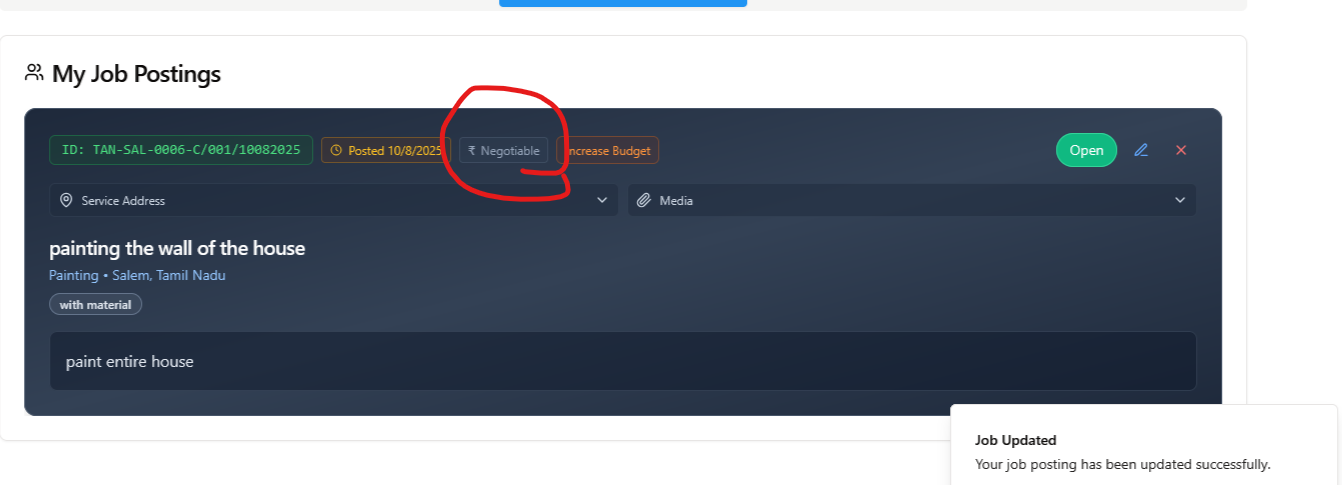 My Job Postings
ID: TAN-SAL-0006-C/001/10082025 Posted 10/8/2025 ₹ Negotiable Increase Budget Open
Service Address Media
painting the wall of the house
Painting • Salem, Tamil Nadu
with material
paint entire house
Job Updated
Your job posting has been updated successfully.